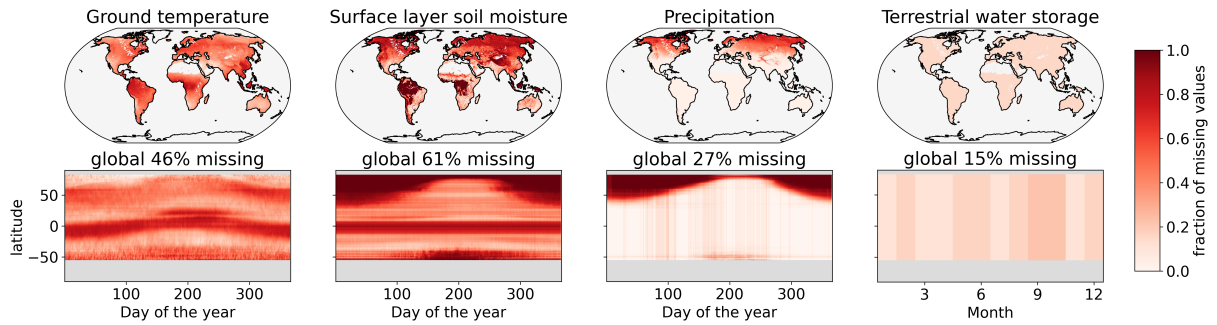 Ground temperature
Surface layer soil moisture
Precipitation
Terrestrial water storage
global 46% missing
global 61% missing
global 27% missing
global 15% missing
latitude
50
0
−50
100
200
300
Day of the year
100
200
300
Day of the year
100
200
300
Day of the year
3
6
9
12
Month
1.0
0.8
0.6
0.4
0.2
0.0
fraction of missing values